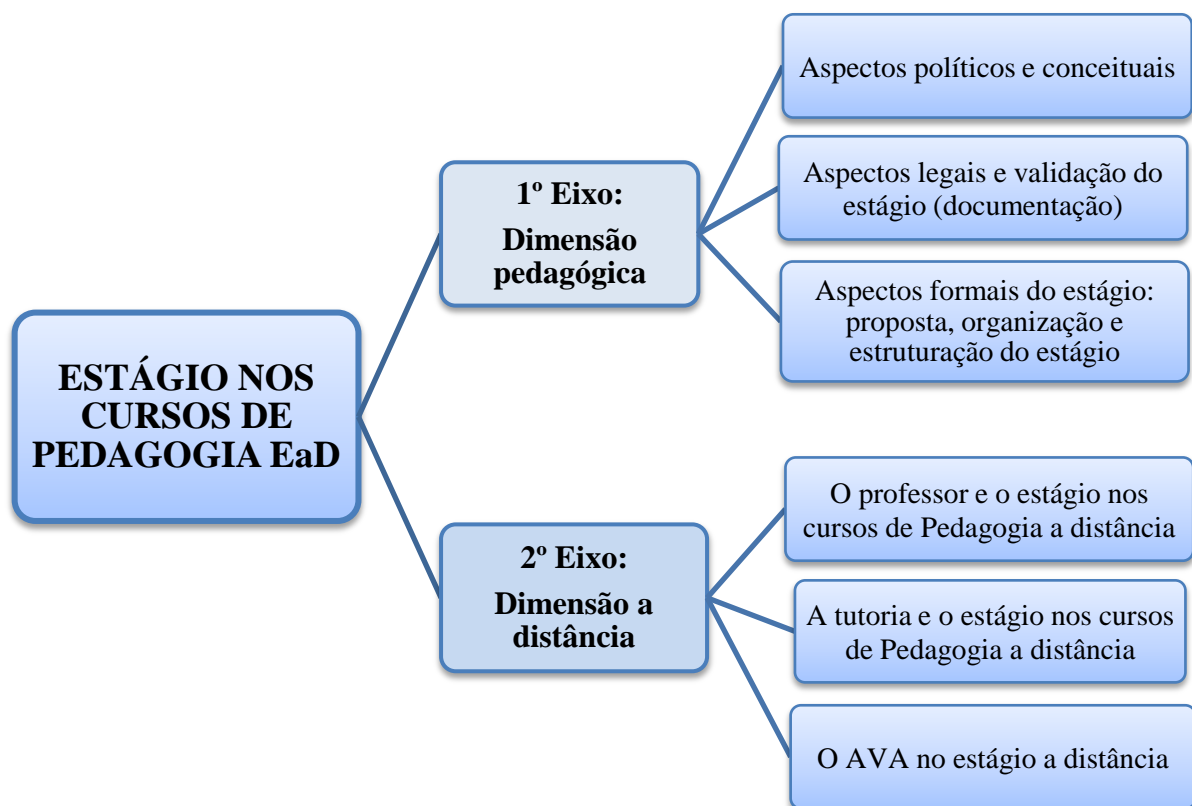 ESTÁGIO NOS
CURSOS DE
PEDAGOGIA EaD
1º Eixo:
Dimensão
pedagógica
Aspectos políticos e conceituais
Aspectos legais e validação do
estágio (documentação)
Aspectos formais do estágio:
proposta, organização e
estruturação do estágio
2º Eixo:
Dimensão a
distância
O professor e o estágio nos
cursos de Pedagogia a distância
A tutoria e o estágio nos cursos
de Pedagogia a distância
O AVA no estágio a distância